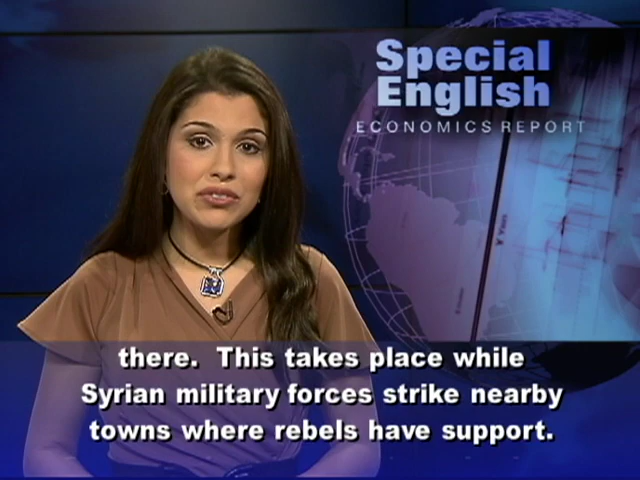 Special
English
ECONOMICS REPORT
there. This takes place while
Syrian military forces strike nearby
towns where rebels have support.